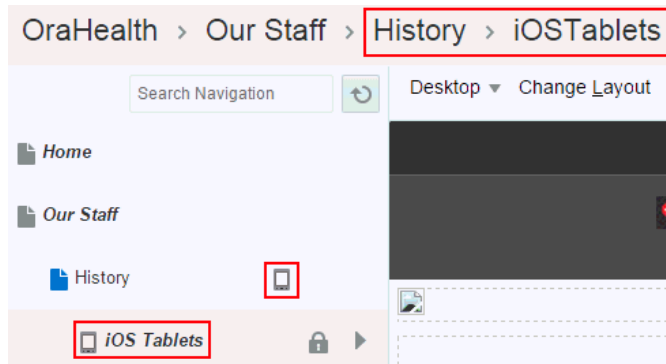 OraHealth > Our Staff > History > iOSTablets
Search Navigation
Desktop ▼ Change Layout
Home
Our Staff
History
iOS Tablets